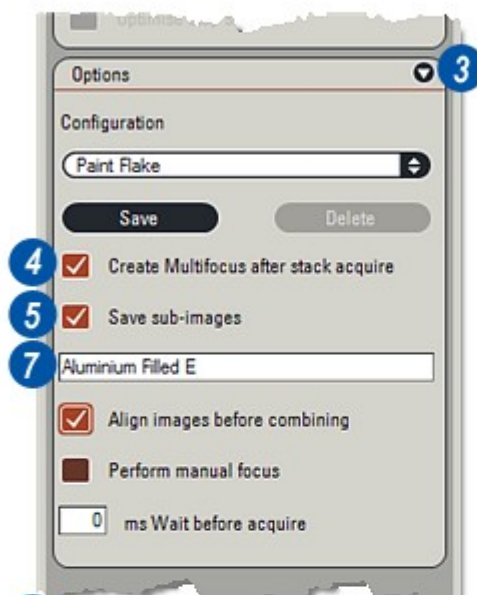 Optimise
Options
3
Configuration
Paint Flake
Save
Delete
4
Create Multifocus after stack acquire
5
Save sub-images
7
Aluminium Filled E
Align images before combining
Perform manual focus
0
ms Wait before acquire